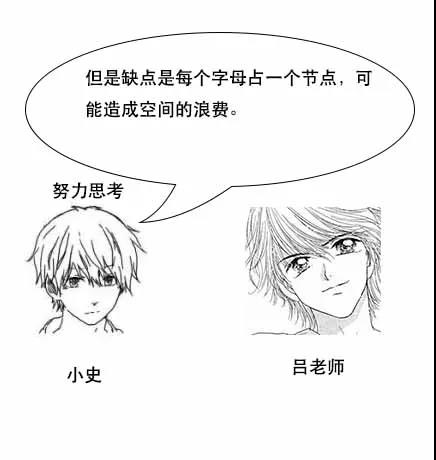 但是缺点是每个字母占一个节点，可
能造成空间的浪费。
努力思考
小史
吕老师